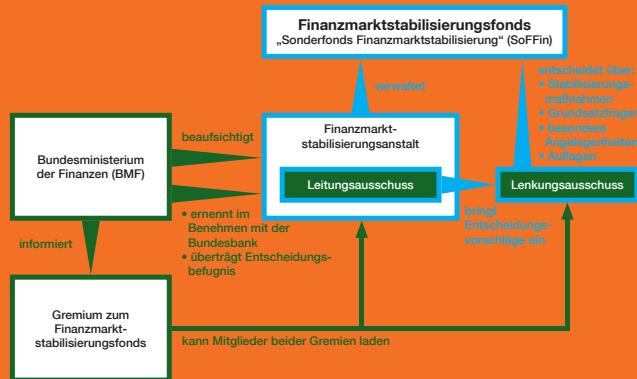 Finanzmarktstabilisierungsfonds
„Sonderfonds Finanzmarktstabilisierung“ (SoFFin)
verwaltet
entscheidet über:
• Stabilisierungs-
maßnahmen
• Grundsatzfragen
• besondere
Angelegenheiten
• Auflagen
beaufsichtigt
Finanzmarkt-
stabilisierungsanstalt
Bundesministerium
der Finanzen (BMF)
Leitungsausschuss
Lenkungsausschuss
• ernennt im
Benehmen mit der
Bundesbank
• überträgt Entscheidungs-
befugnis
bringt
Entscheidungs-
vorschläge ein
informiert
Gremium zum
Finanzmarkt-
stabilisierungsfonds
kann Mitglieder beider Gremien laden